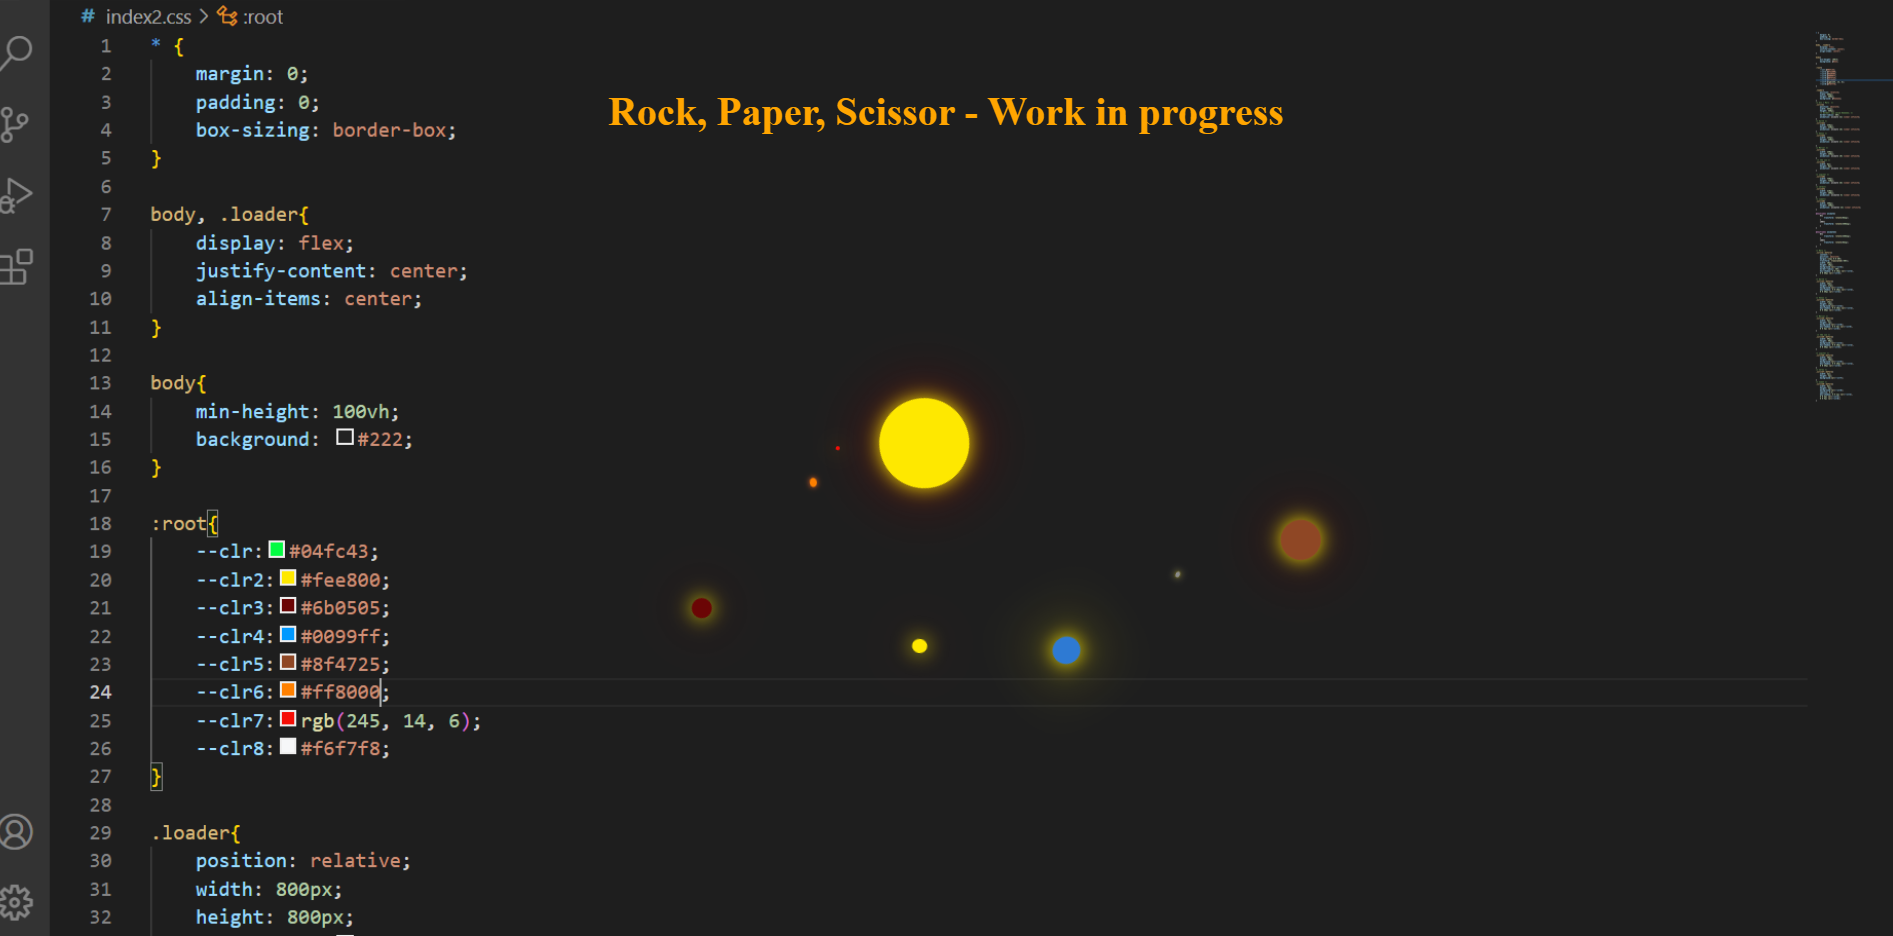 # index2.css > :root
1 * {
2 margin: 0;
3 padding: 0;
4 box-sizing: border-box;
5 }
6
7 body, .loader{
8 display: flex;
9 justify-content: center;
10 align-items: center;
11 }
12
13 body{
14 min-height: 100vh;
15 background: #222;
16 }
17
18 :root{
19 --clr: #04fc43;
20 --clr2: #fee800;
21 --clr3: #6b0505;
22 --clr4: #0099ff;
23 --clr5: #8f4725;
24 --clr6: #ff8000;
25 --clr7: rgb(245, 14, 6);
26 --clr8: #f6f7f8;
27 }
28
29 .loader{
30 position: relative;
31 width: 800px;
32 height: 800px;
Rock, Paper, Scissor - Work in progress